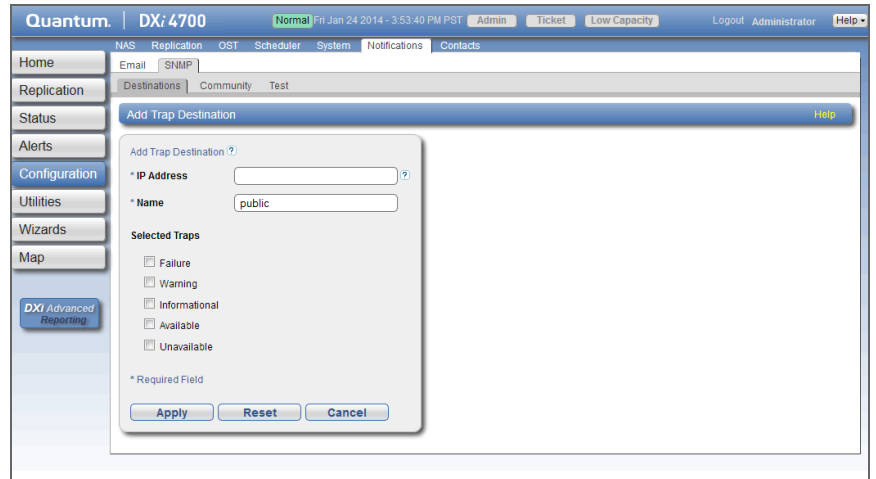 Quantum. DXi4700 Normal Fri Jan 24 2014 - 3:53:40 PM PST Admin Ticket Low Capacity Logout Administrator Help
NAS Replication OST Scheduler System Notifications Contacts
Home
Replication
Status
Alerts
Configuration
Utilities
Wizards
Map
DXi Advanced
Reporting
Email SNMP
Destinations Community Test
Add Trap Destination Help
Add Trap Destination ?
* IP Address ?
* Name public
Selected Traps
Failure
Warning
Informational
Available
Unavailable
* Required Field
Apply Reset Cancel